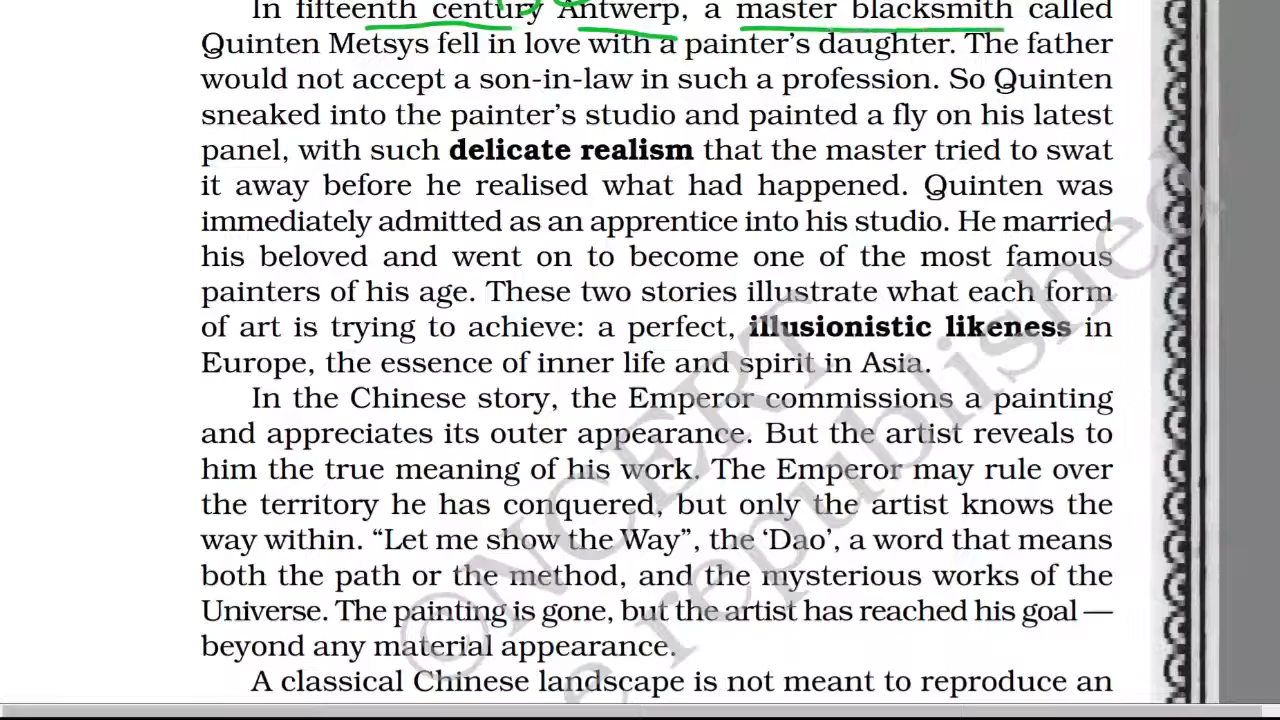 In fifteenth century Antwerp, a master blacksmith called
Quinten Metsys fell in love with a painter's daughter. The father
would not accept a son-in-law in such a profession. So Quinten
sneaked into the painter's studio and painted a fly on his latest
panel, with such delicate realism that the master tried to swat
it away before he realised what had happened. Quinten was
immediately admitted as an apprentice into his studio. He married
his beloved and went on to become one of the most famous
painters of his age. These two stories illustrate what each form
of art is trying to achieve: a perfect, illusionistic likeness in
Europe, the essence of inner life and spirit in Asia.
In the Chinese story, the Emperor commissions a painting
and appreciates its outer appearance. But the artist reveals to
him the true meaning of his work. The Emperor may rule over
the territory he has conquered, but only the artist knows the
way within. “Let me show the Way”, the ‘Dao’, a word that means
both the path or the method, and the mysterious works of the
Universe. The painting is gone, but the artist has reached his goal —
beyond any material appearance.
A classical Chinese landscape is not meant to reproduce an
©NCERT
e republished